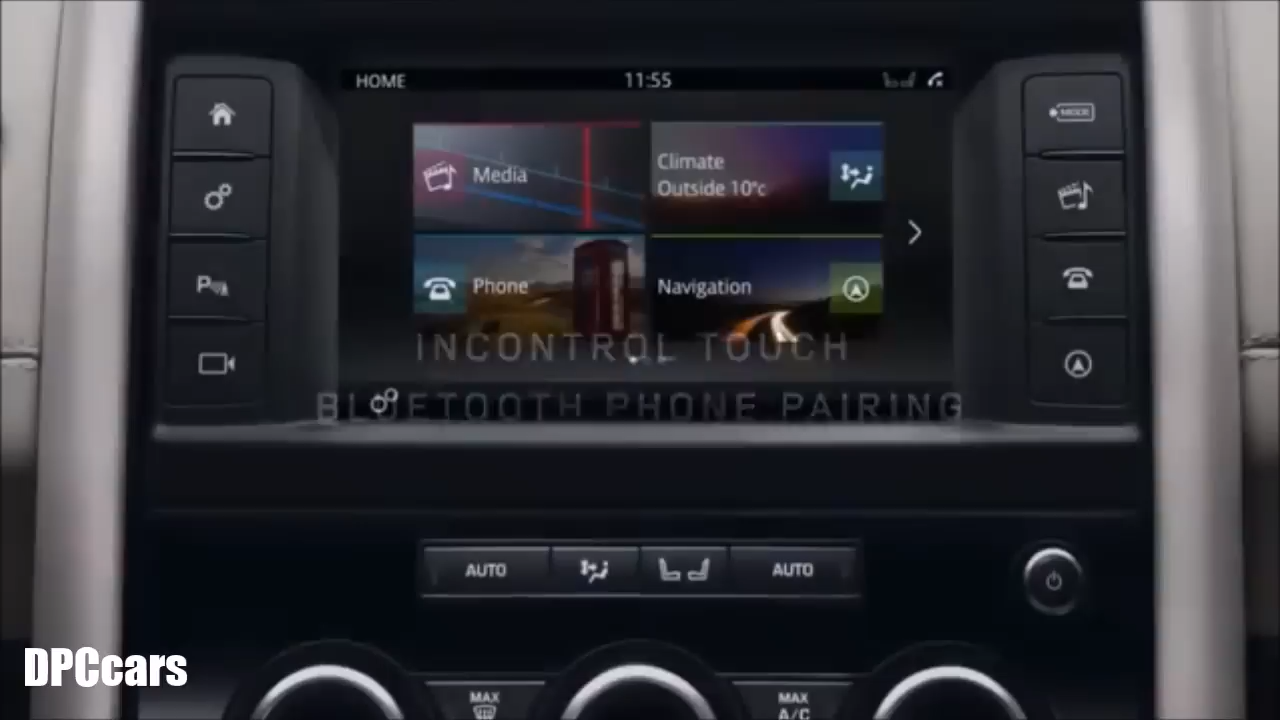 HOME 11:55
MODE
Media
Climate
Outside 10°c
P
Phone
Navigation
INCONTROL TOUCH
BLUETOOTH PHONE PAIRING
AUTO AUTO
DPCcars
MAX MAX
A/C